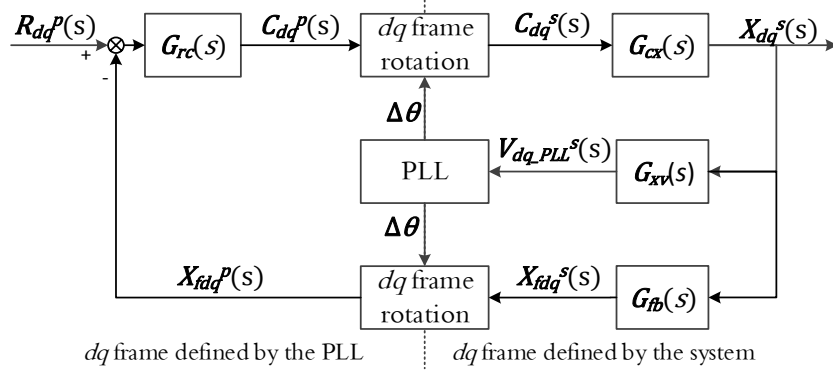 R_dq^p(s)
+
-
G_rc(s)
C_dq^p(s)
dq frame
rotation
C_dq^s(s)
G_cx(s)
X_dq^s(s)
Δθ
PLL
V_dq_PLL^s(s)
G_xv(s)
Δθ
X_fdq^p(s)
dq frame
rotation
X_fdq^s(s)
G_fb(s)
dq frame defined by the PLL
dq frame defined by the system